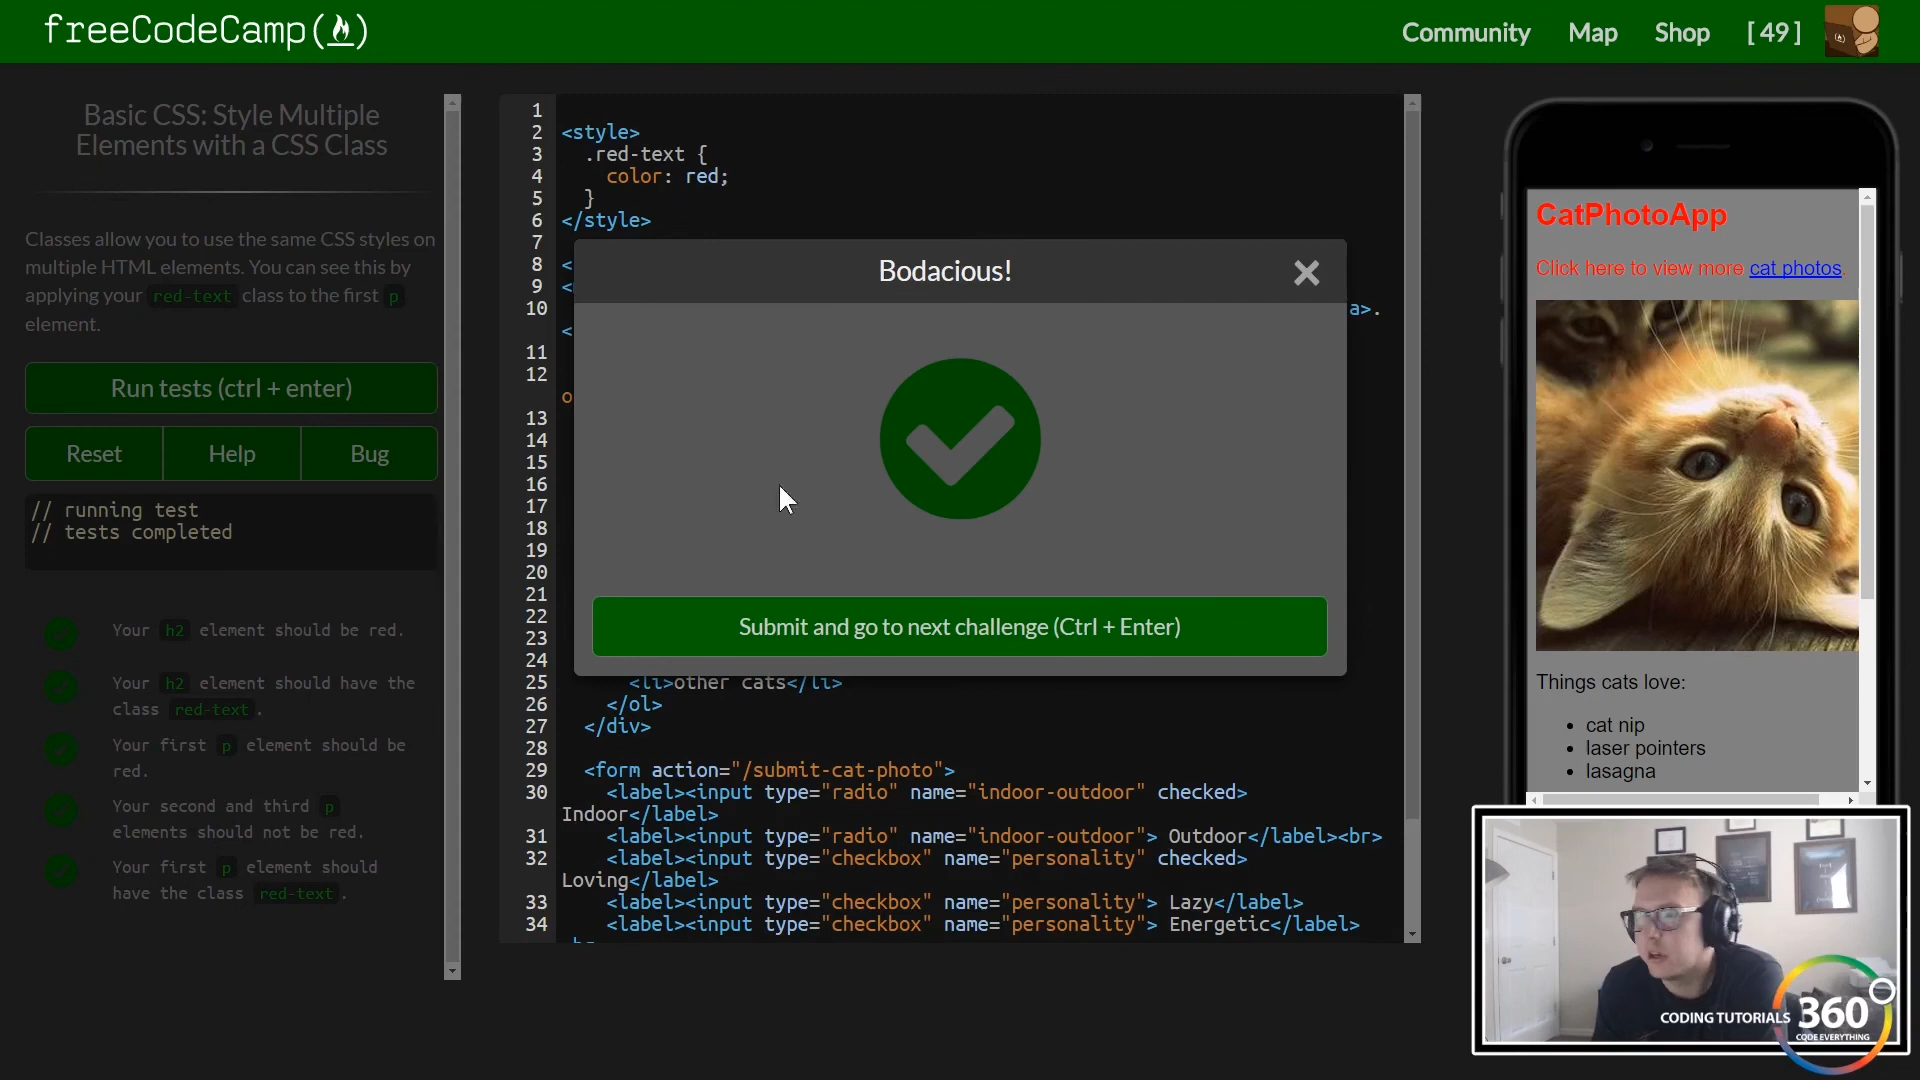 freeCodeCamp
Community
Map
Shop
[ 49 ]
Basic CSS: Style Multiple
Elements with a CSS Class
Classes allow you to use the same CSS styles on
multiple HTML elements. You can see this by
applying your red-text class to the first p
element.
Run tests (ctrl + enter)
Reset
Help
Bug
// running test
// tests completed
Your h2 element should be red.
Your h2 element should have the
class red-text.
Your first p element should be
red.
Your second and third p
elements should not be red.
Your first p element should
have the class red-text.
1
2 <style>
3 .red-text {
4 color: red;
5 }
6 </style>
7
8 <
9 <
10 a>.
<
11
12
o
13
14
15
16
17
18
19
20
21
22
23
24
25 <li>other cats</li>
26 </ol>
27 </div>
28
29 <form action="/submit-cat-photo">
30 <label><input type="radio" name="indoor-outdoor" checked>
Indoor</label>
31 <label><input type="radio" name="indoor-outdoor"> Outdoor</label><br>
32 <label><input type="checkbox" name="personality" checked>
Loving</label>
33 <label><input type="checkbox" name="personality"> Lazy</label>
34 <label><input type="checkbox" name="personality"> Energetic</label>
Bodacious!
Submit and go to next challenge (Ctrl + Enter)
CatPhotoApp
Click here to view more cat photos.
Things cats love:
cat nip
laser pointers
lasagna
CODING TUTORIALS 360
CODE EVERYTHING